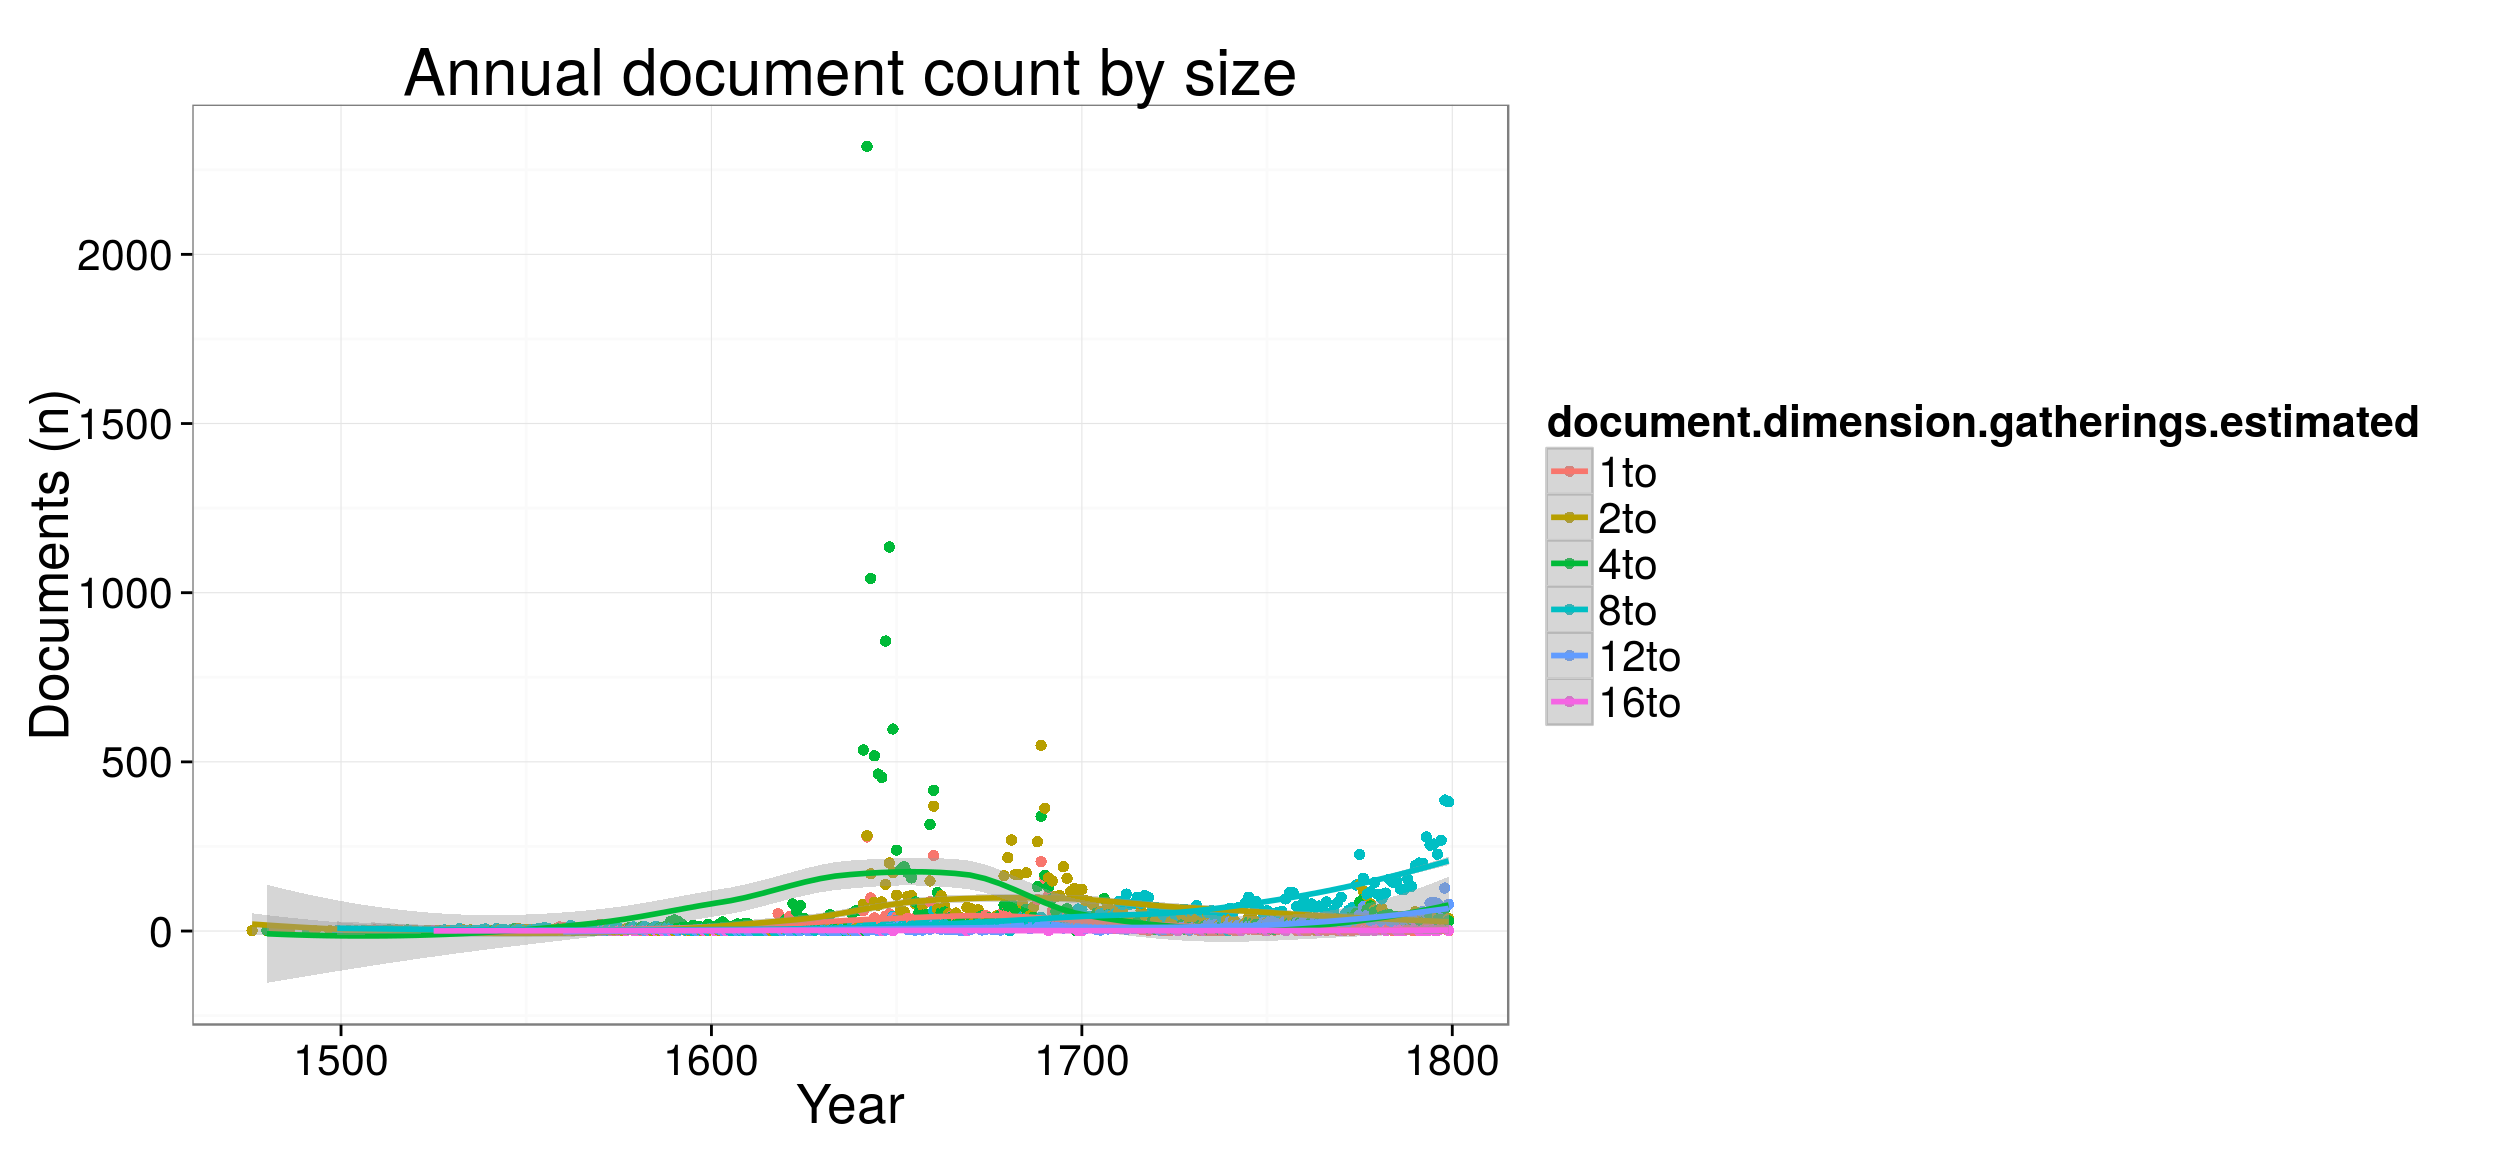 Annual document count by size
Documents (n)
2000
1500
1000
500
0
1500 1600 1700 1800
Year
document.dimension.gatherings.estimated
1to
2to
4to
8to
12to
16to